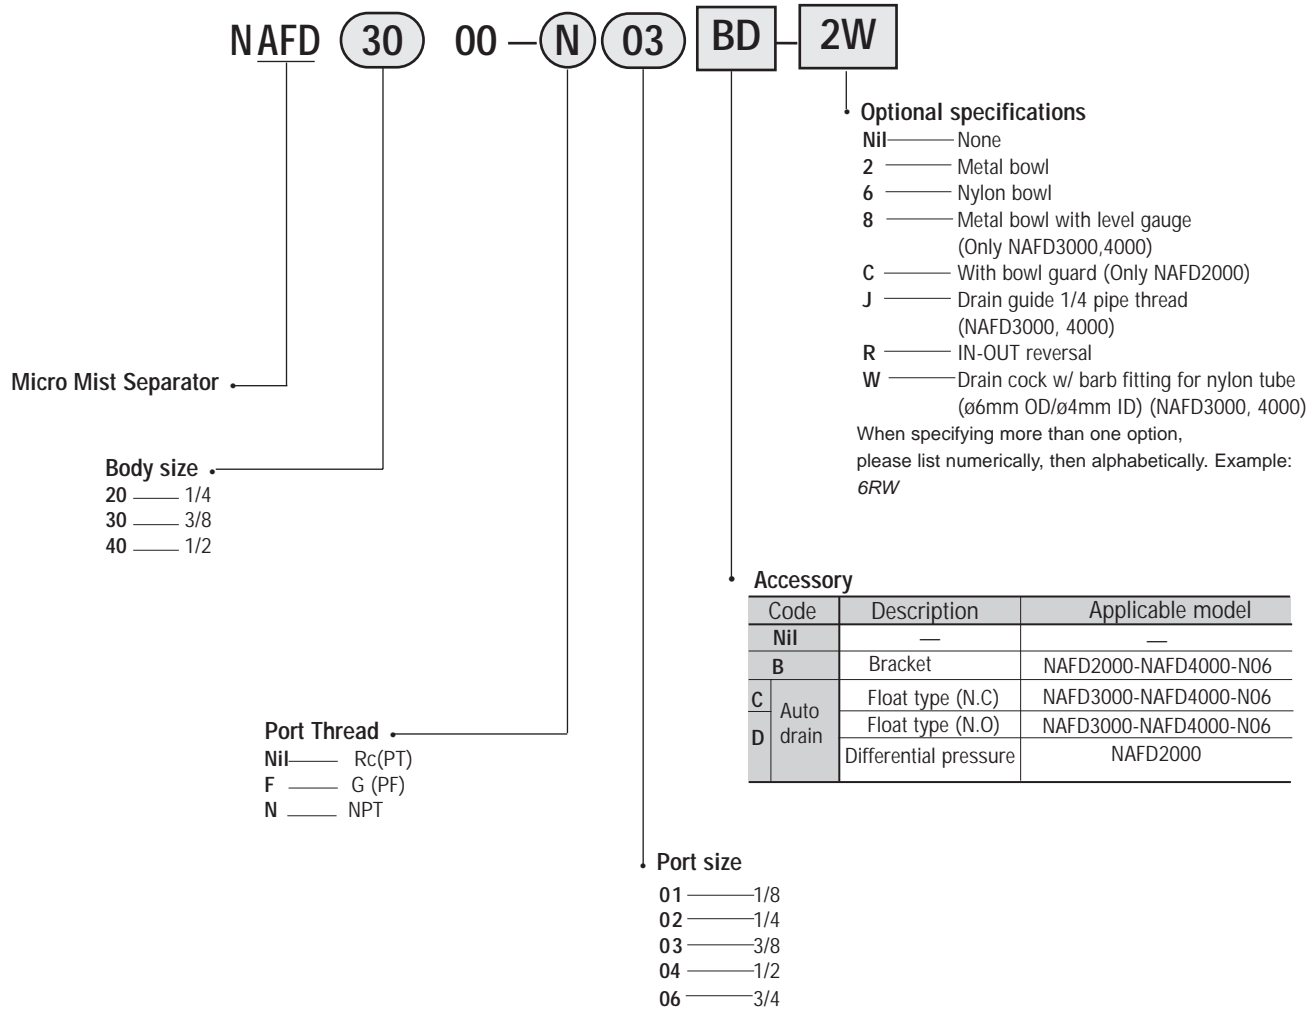 NAFD 30 00 — N 03 BD – 2W
Optional specifications
Nil None
2 Metal bowl
6 Nylon bowl
8 Metal bowl with level gauge
(Only NAFD3000,4000)
C With bowl guard (Only NAFD2000)
J Drain guide 1/4 pipe thread
(NAFD3000, 4000)
R IN-OUT reversal
W Drain cock w/ barb fitting for nylon tube
(ø6mm OD/ø4mm ID) (NAFD3000, 4000)
When specifying more than one option,
please list numerically, then alphabetically. Example:
6RW
Micro Mist Separator
Body size
20 1/4
30 3/8
40 1/2
Accessory
Code Description Applicable model
Nil — —
B Bracket NAFD2000-NAFD4000-N06
C Auto drain Float type (N.C) NAFD3000-NAFD4000-N06
D Float type (N.O) NAFD3000-NAFD4000-N06
Differential pressure NAFD2000
Port Thread
Nil Rc(PT)
F G (PF)
N NPT
Port size
01 1/8
02 1/4
03 3/8
04 1/2
06 3/4